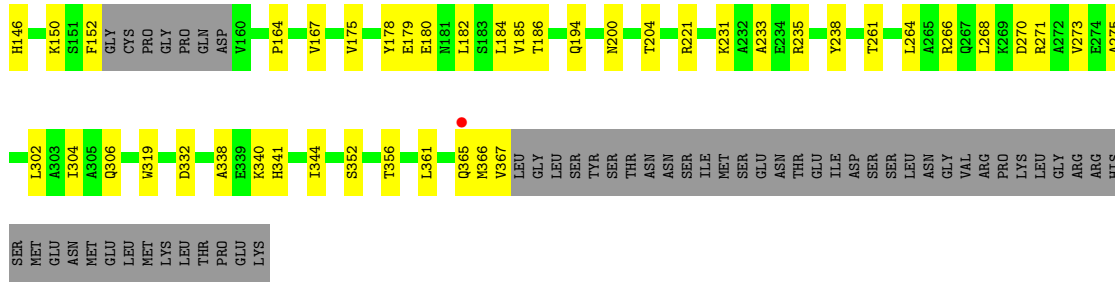 H146 K150 S151 F152 GLY CYS PRO GLY PRO GLN ASP V160 P164 V167 V175 Y178 E179 E180 N181 L182 S183 L184 V185 T186 Q194 N200 T204 R221 K231 A232 A233 E234 R235 Y238 T261 L264 A265 R266 Q267 L268 K269 D270 R271 A272 V273 E274 A275
L302 A303 I304 A305 Q306 W319 D332 A338 E339 K340 H341 I344 S352 T356 L361 Q365 M366 V367 LEU GLY LEU SER TYR SER THR ASN ASN SER ILE MET SER GLU ASN THR GLU ILE ASP SER SER LEU ASN GLY VAL ARG PRO LYS LEU GLY ARG ARG HIS
SER MET GLU ASN MET GLU LEU MET LYS LEU THR PRO GLU LYS